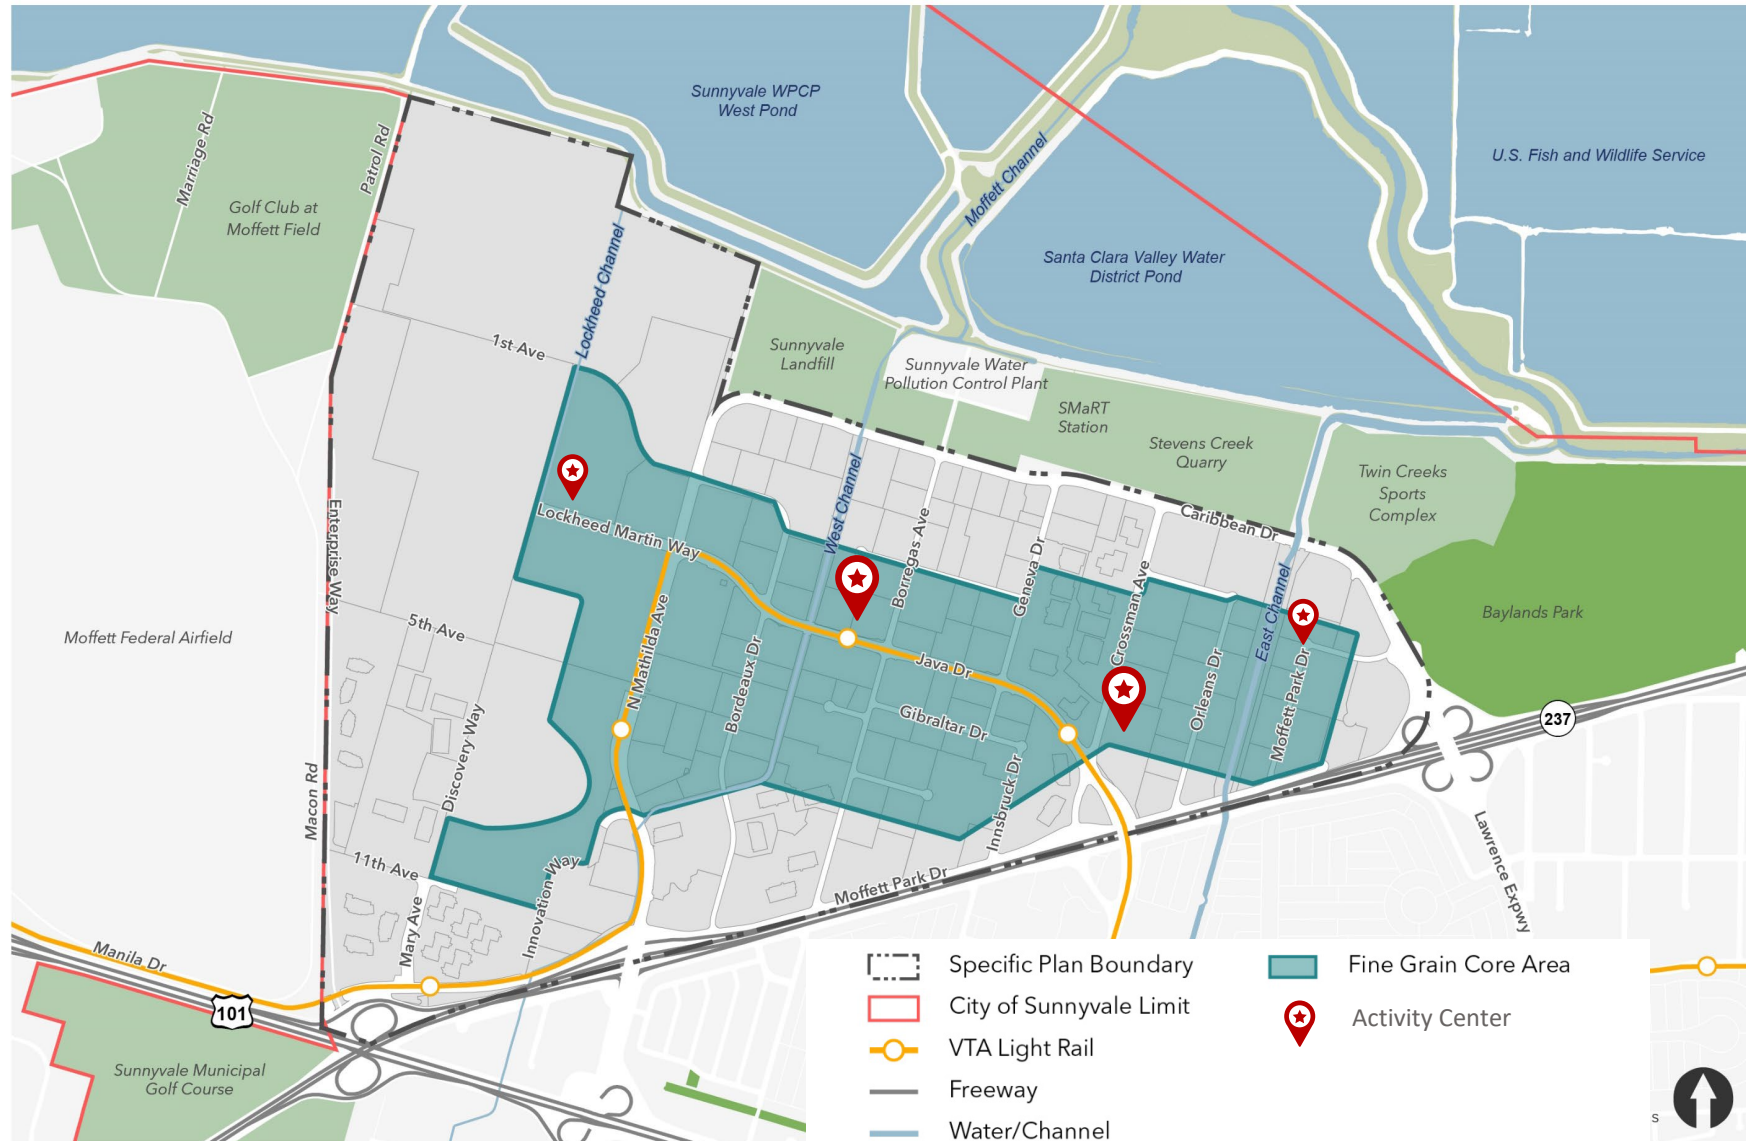 Sunnyvale WPCP
West Pond
Moffett Channel
U.S. Fish and Wildlife Service
Marriage Rd
Patrol Rd
Golf Club at
Moffett Field
Santa Clara Valley Water
District Pond
Lockheed Channel
1st Ave
Sunnyvale
Landfill
Sunnyvale Water
Pollution Control Plant
SMaRT
Station
Stevens Creek
Quarry
Twin Creeks
Sports
Complex
Caribbean Dr
Enterprise Way
Lockheed Martin Way
West Channel
Borregas Ave
Geneva Dr
Crossman Ave
East Channel
Baylands Park
Moffett Federal Airfield
5th Ave
N Mathilda Ave
Bordeaux Dr
Java Dr
Gibraltar Dr
Orleans Dr
Moffett Park Dr
237
Discovery Way
Macon Rd
Innsbruck Dr
11th Ave
Mary Ave
Innovation Way
Moffett Park Dr
Lawrence Expwy
Manila Dr
101
Sunnyvale Municipal
Golf Course
Specific Plan Boundary
City of Sunnyvale Limit
VTA Light Rail
Freeway
Water/Channel
Fine Grain Core Area
Activity Center
s